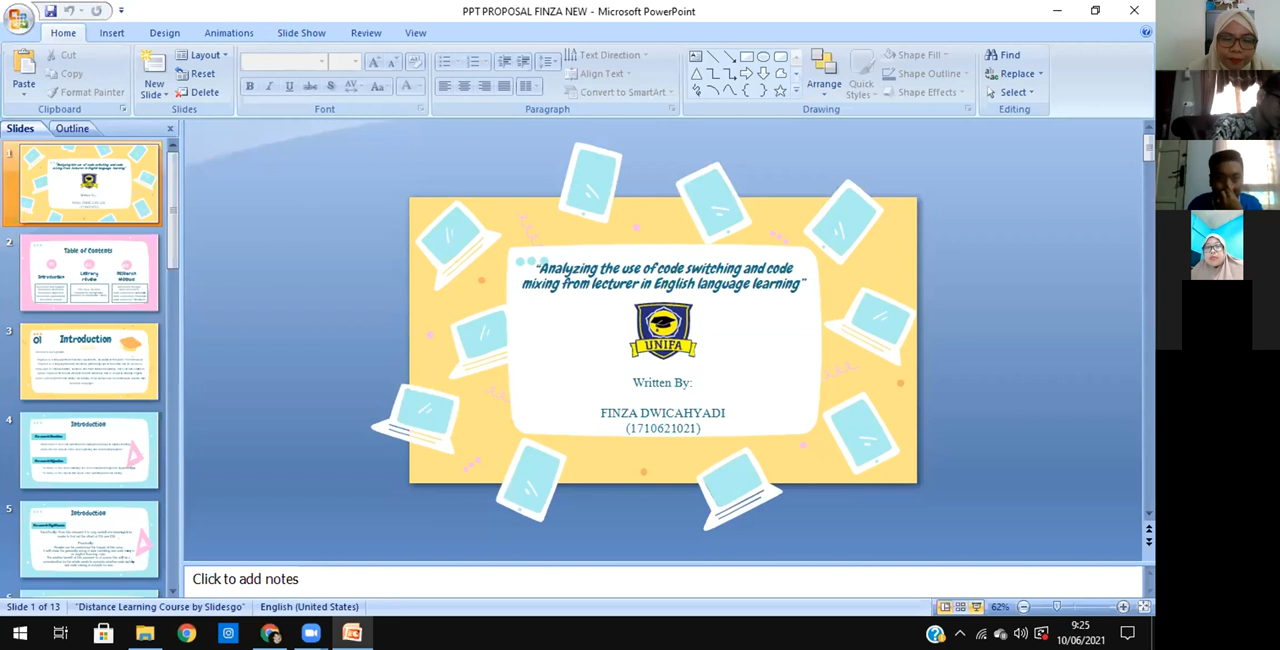 PPT PROPOSAL FINZA NEW - Microsoft PowerPoint
Home Insert Design Animations Slide Show Review View
Paste
Cut
Copy
Format Painter
Clipboard
New Slide
Layout
Reset
Delete
Slides
Font
Text Direction
Align Text
Convert to SmartArt
Paragraph
Arrange
Quick Styles
Shape Fill
Shape Outline
Shape Effects
Drawing
Find
Replace
Select
Editing
Slides Outline
1
2
Table of Contents
Introduction
3
01 Introduction
4
Introduction
5
Introduction
"Analyzing the use of code switching and code
mixing from lecturer in English language learning"
UNIFA
Written By:
FINZA DWICAHYADI
(1710621021)
Click to add notes
Slide 1 of 13 "Distance Learning Course by Slidesgo" English (United States) 62%
9:25
10/06/2021